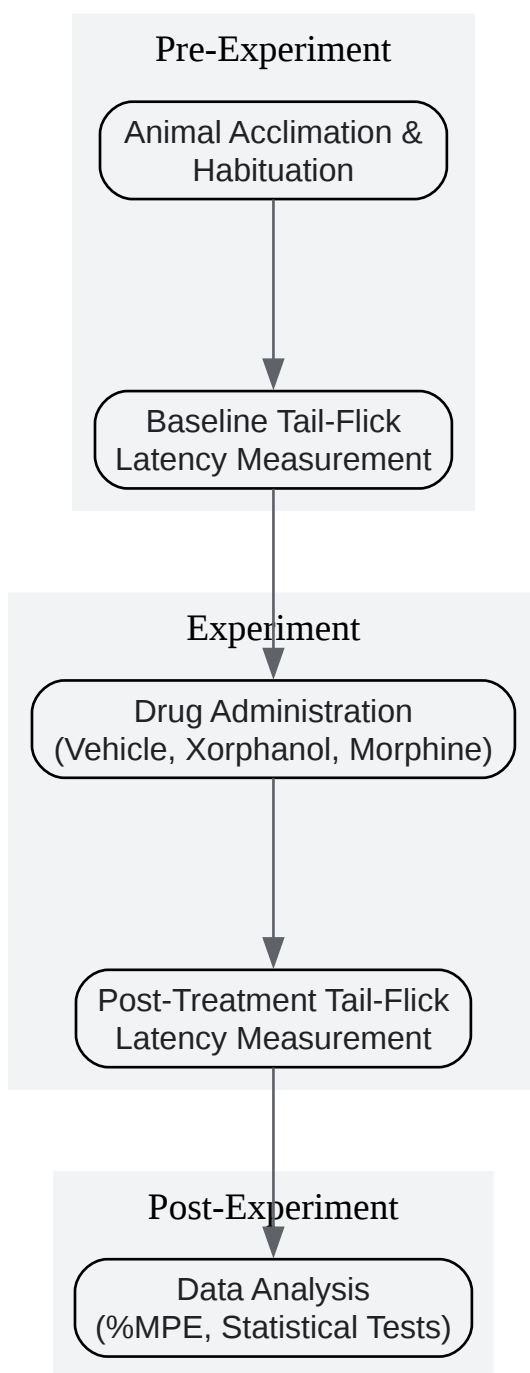 Pre-Experiment
Animal Acclimation &
Habituation
Baseline Tail-Flick
Latency Measurement
Experiment
Drug Administration
(Vehicle, Xorphanol, Morphine)
Post-Treatment Tail-Flick
Latency Measurement
Post-Experiment
Data Analysis
(%MPE, Statistical Tests)